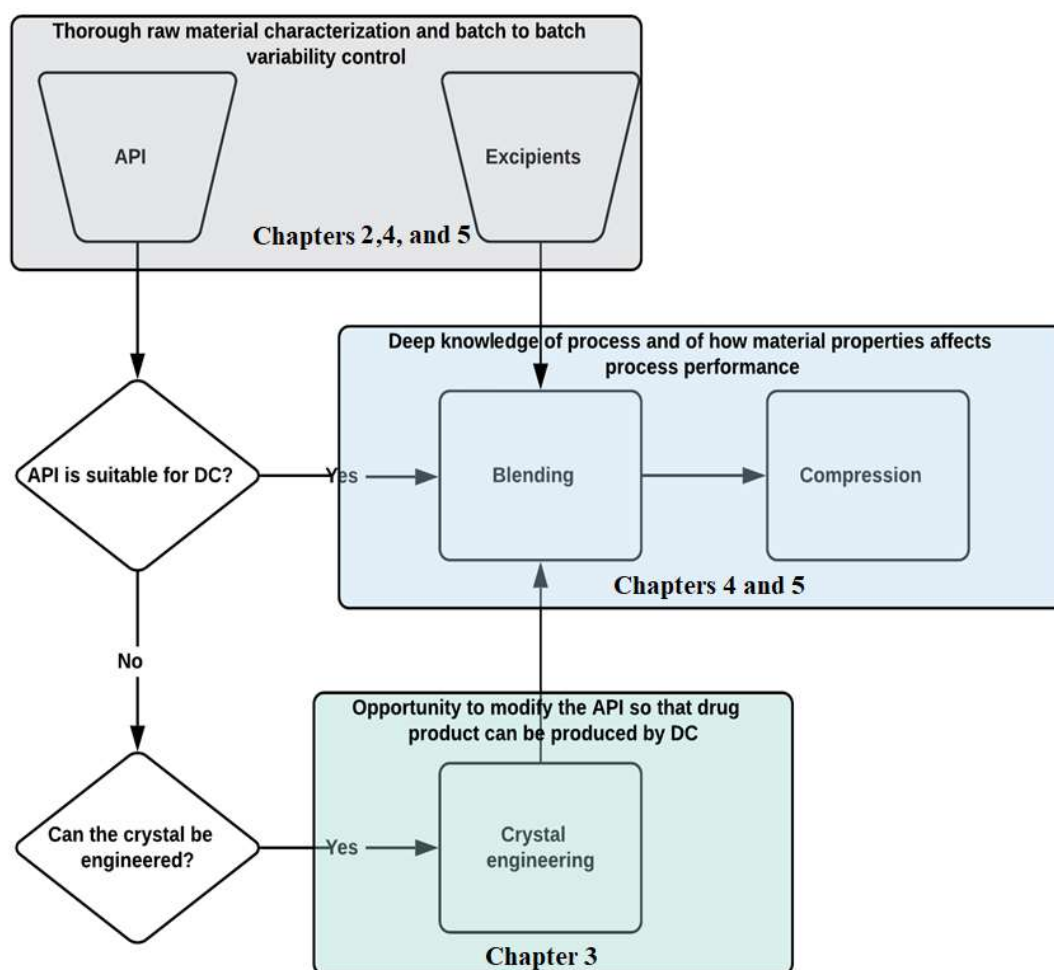 Thorough raw material characterization and batch to batch
variability control
API
Excipients
Chapters 2,4, and 5
Deep knowledge of process and of how material properties affects
process performance
API is suitable for DC?
Yes
Blending
Compression
Chapters 4 and 5
No
Opportunity to modify the API so that drug
product can be produced by DC
Can the crystal be
engineered?
Yes
Crystal
engineering
Chapter 3